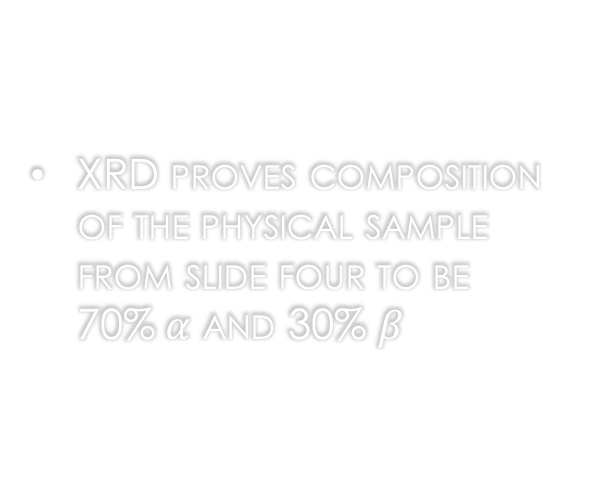 • XRD PROVES COMPOSITION
OF THE PHYSICAL SAMPLE
FROM SLIDE FOUR TO BE
70% α AND 30% β